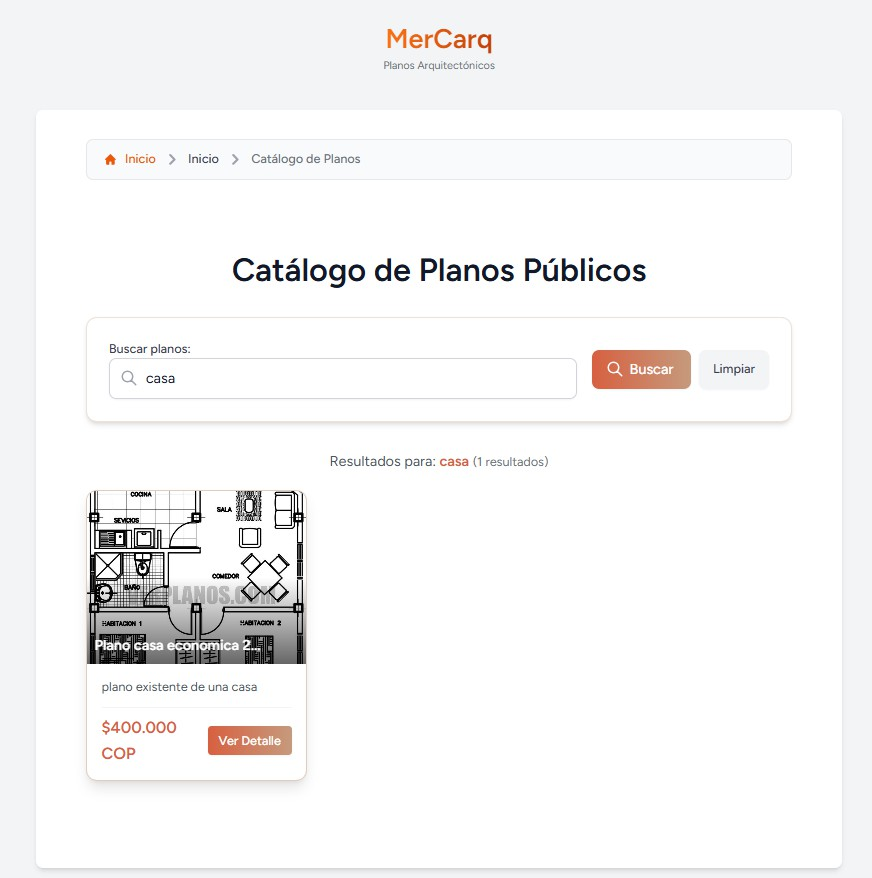 MerCarq
Planos Arquitectónicos
Inicio > Inicio > Catálogo de Planos
Catálogo de Planos Públicos
Buscar planos:
casa
Buscar
Limpiar
Resultados para: casa (1 resultados)
COCINA
SALA
SEVICIOS
COMEDOR
BAÑO
PLANOS.COM
HABITACION 1
HABITACION 2
Plano casa economica 2...
plano existente de una casa
$400.000
COP
Ver Detalle